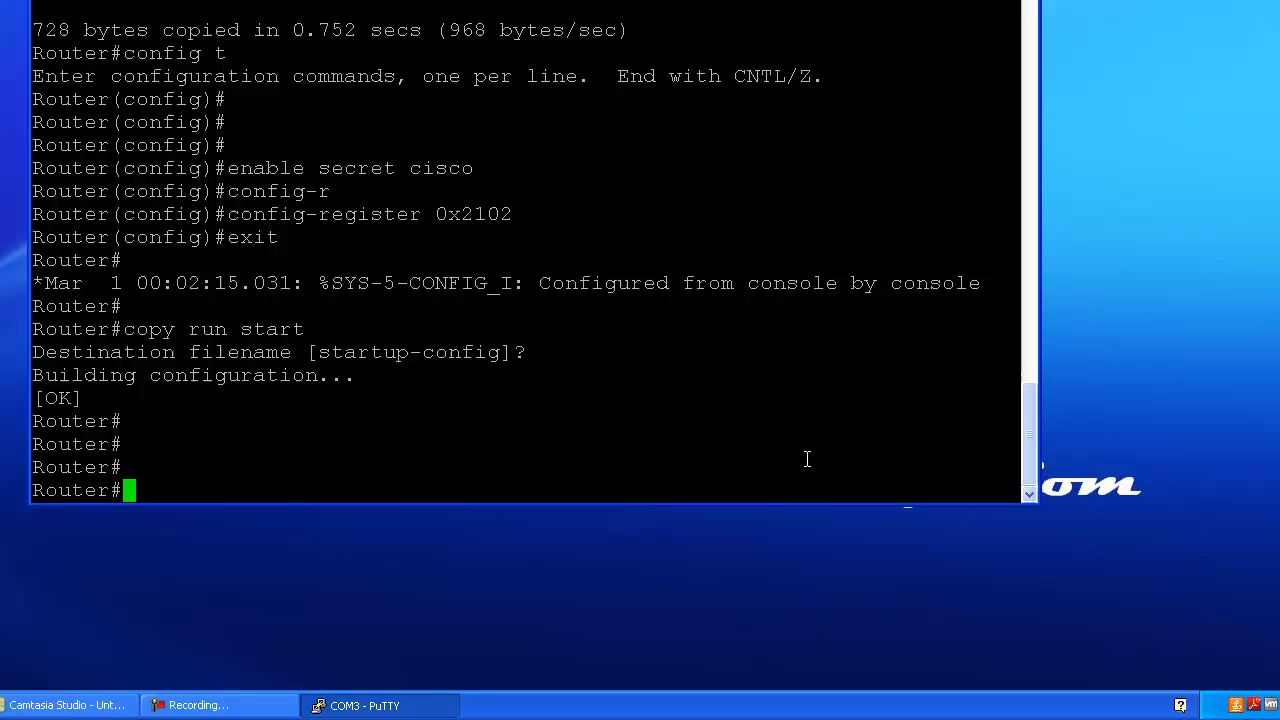 728 bytes copied in 0.752 secs (968 bytes/sec)
Router#config t
Enter configuration commands, one per line.  End with CNTL/Z.
Router(config)#
Router(config)#
Router(config)#
Router(config)#enable secret cisco
Router(config)#config-r
Router(config)#config-register 0x2102
Router(config)#exit
Router#
*Mar  1 00:02:15.031: %SYS-5-CONFIG_I: Configured from console by console
Router#
Router#copy run start
Destination filename [startup-config]?
Building configuration...
[OK]
Router#
Router#
Router#
Router#
om
Camtasia Studio - Unt...
Recording...
COM3 - PuTTY